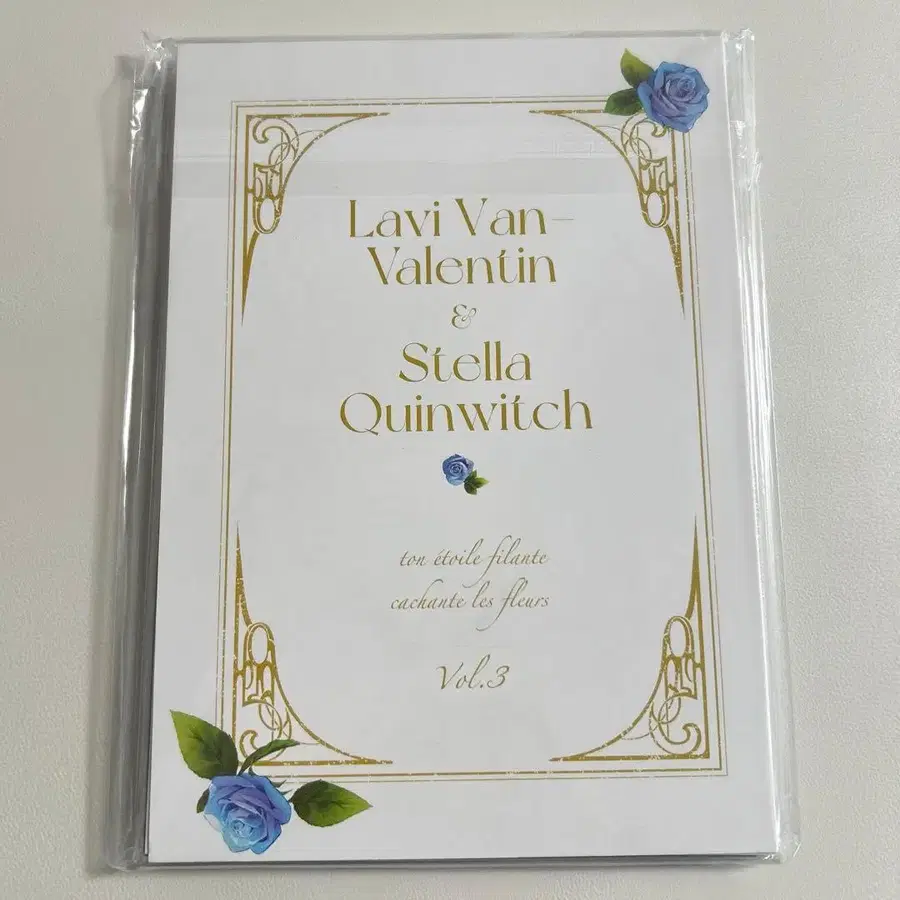 Lavi Van-
Valentin
&
Stella
Quinwitch
ton étoile filante
cachante les fleurs
Vol.3